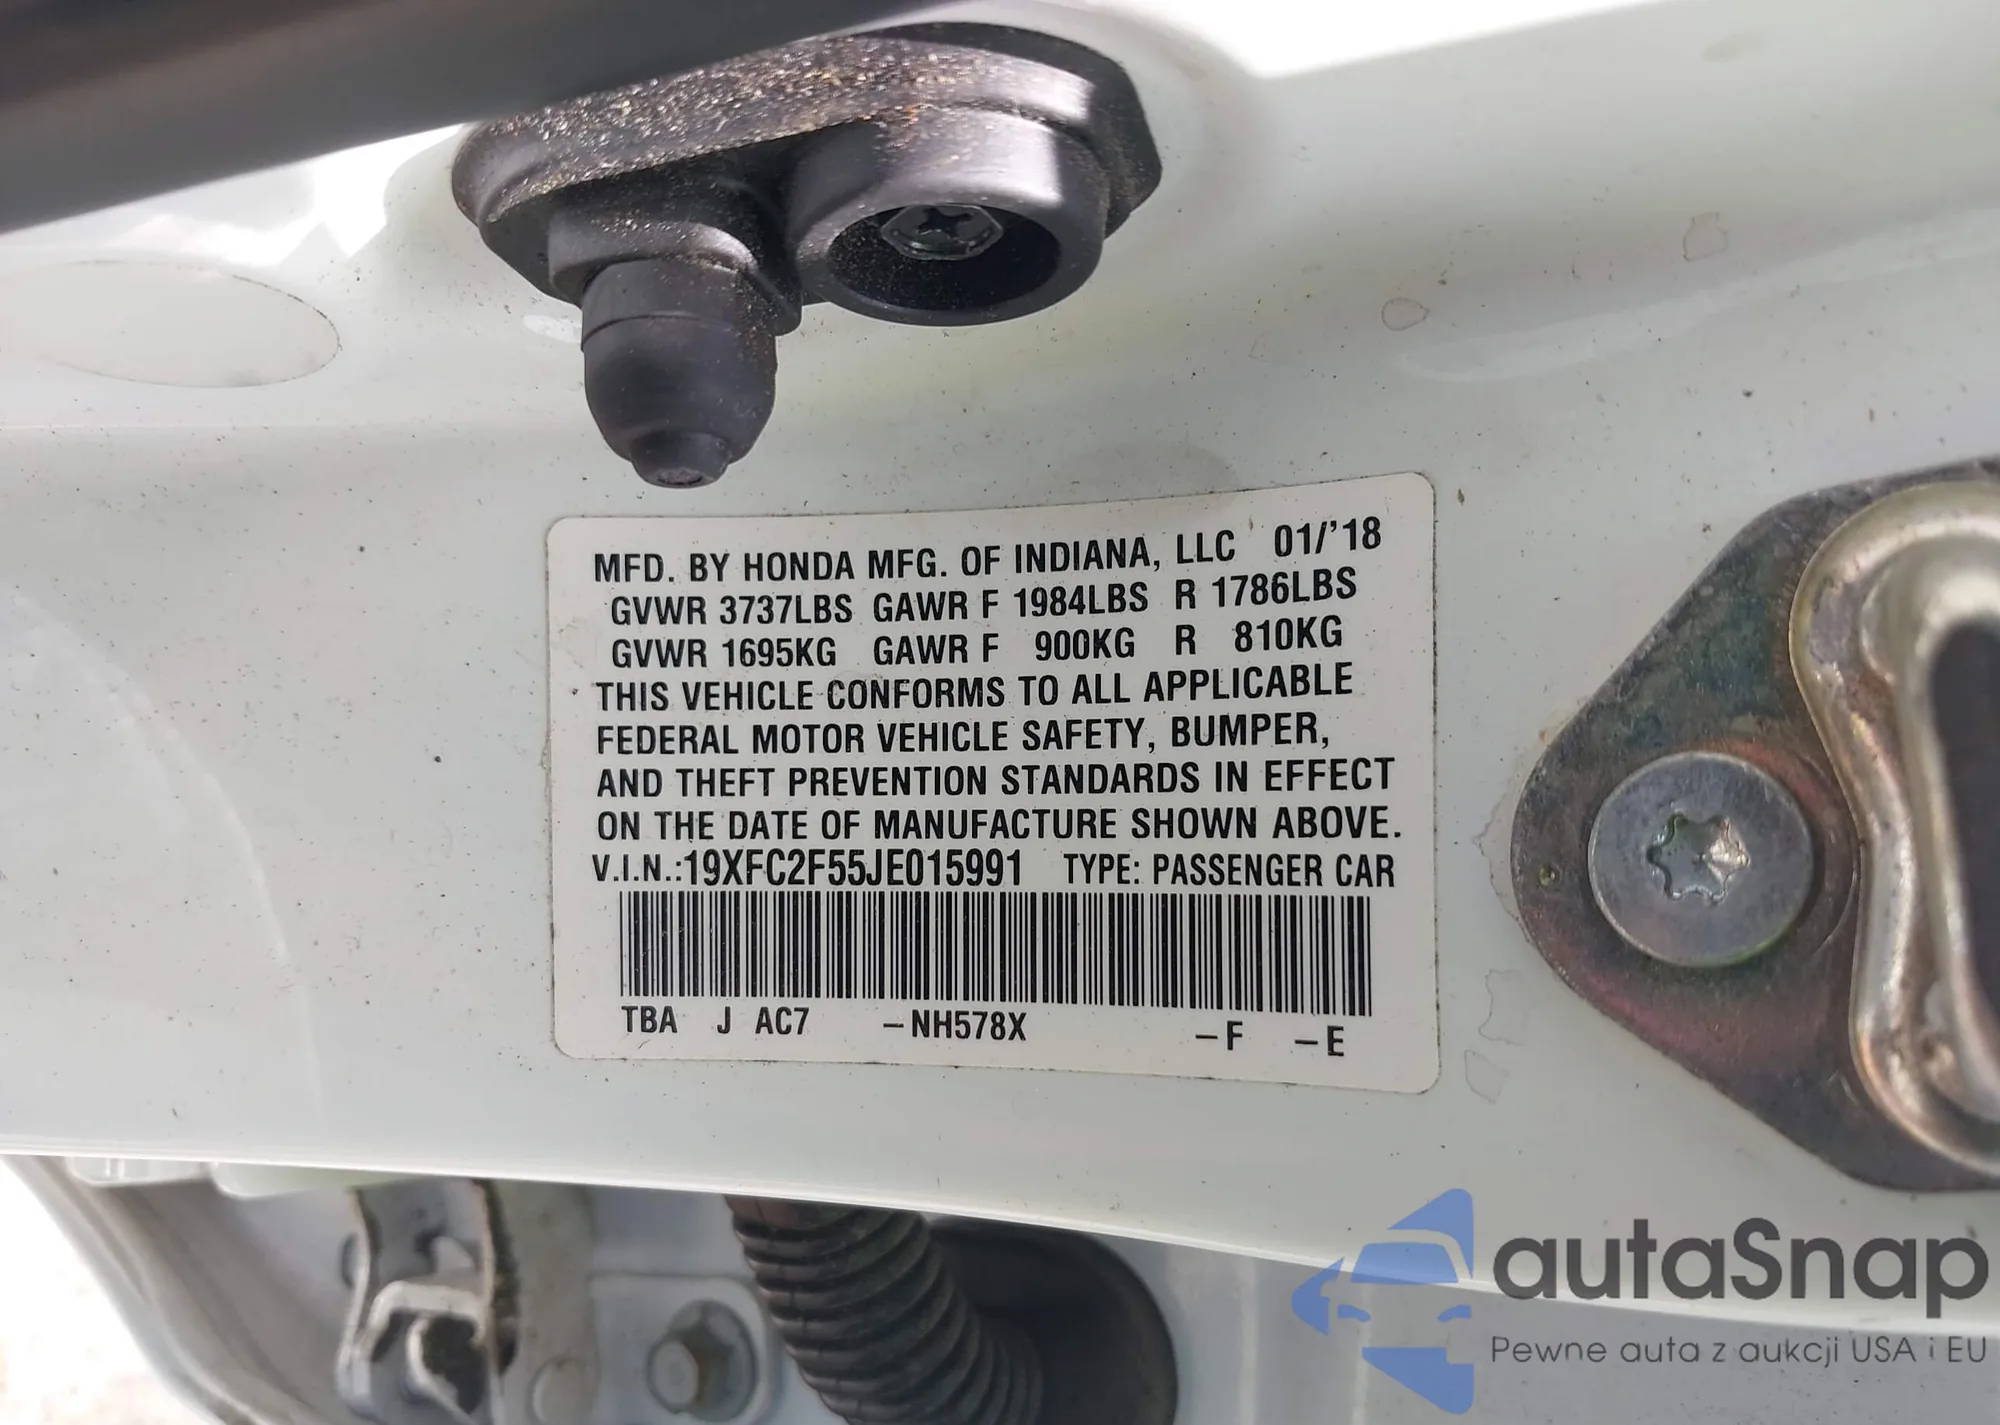 MFD. BY HONDA MFG. OF INDIANA, LLC 01/'18
GVWR 3737LBS GAWR F 1984LBS R 1786LBS
GVWR 1695KG GAWR F 900KG R 810KG
THIS VEHICLE CONFORMS TO ALL APPLICABLE
FEDERAL MOTOR VEHICLE SAFETY, BUMPER,
AND THEFT PREVENTION STANDARDS IN EFFECT
ON THE DATE OF MANUFACTURE SHOWN ABOVE.
V.I.N.:19XFC2F55JE015991 TYPE: PASSENGER CAR
TBA J AC7 –NH578X –F –E
autaSnap
Pewne auta z aukcji USA i EU